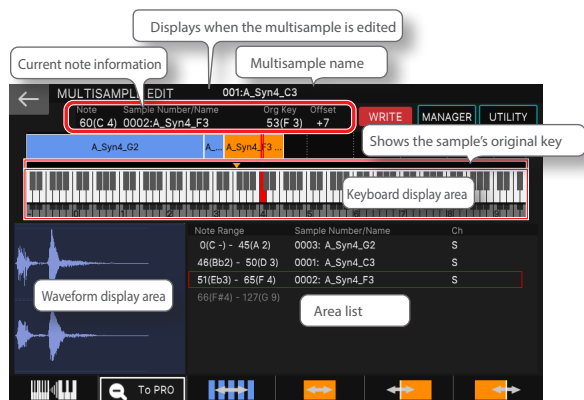 Displays when the multisample is edited
Current note information
Multisample name
MULTISAMPLE EDIT 001:A_Syn4_C3
Note Sample Number/Name Org Key Offset
60(C 4) 0002:A_Syn4_F3 53(F 3) +7
WRITE MANAGER UTILITY
Shows the sample's original key
A_Syn4_G2 A_... A_Syn4_F3 ...
Keyboard display area
Note Range Sample Number/Name Ch
0(C -) - 45(A 2) 0003: A_Syn4_G2 S
46(Bb2) - 50(D 3) 0001: A_Syn4_C3 S
51(Eb3) - 65(F 4) 0002: A_Syn4_F3 S
66(F#4) - 127(G 9)
Waveform display area
Area list
To PRO